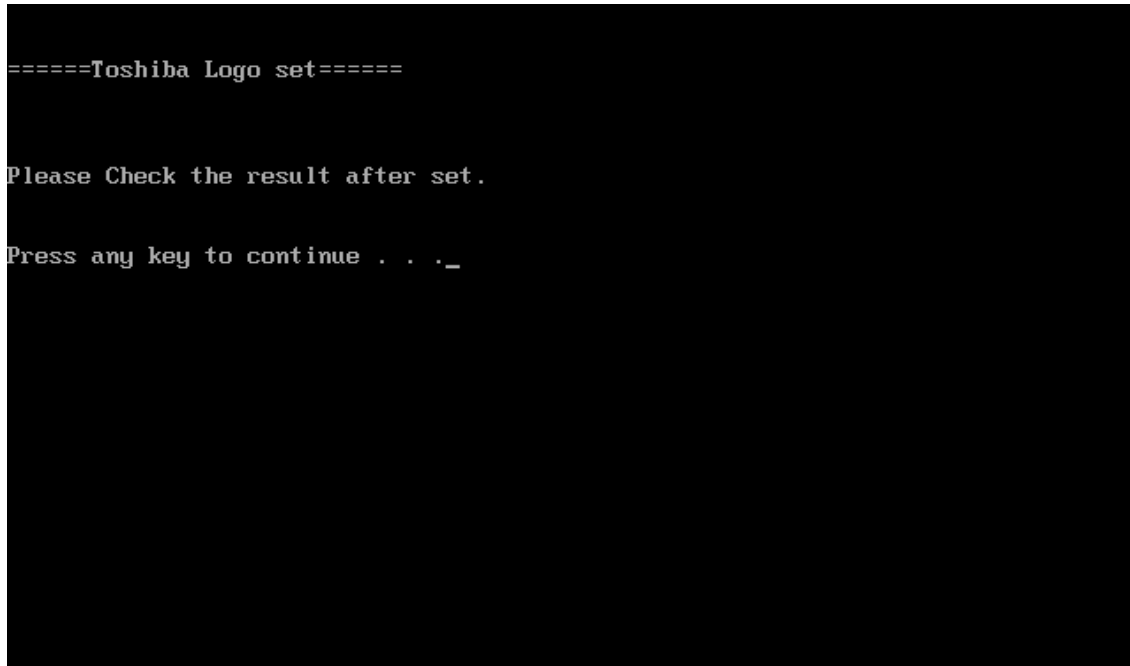 ======Toshiba Logo set======
Please Check the result after set.
Press any key to continue . . ._